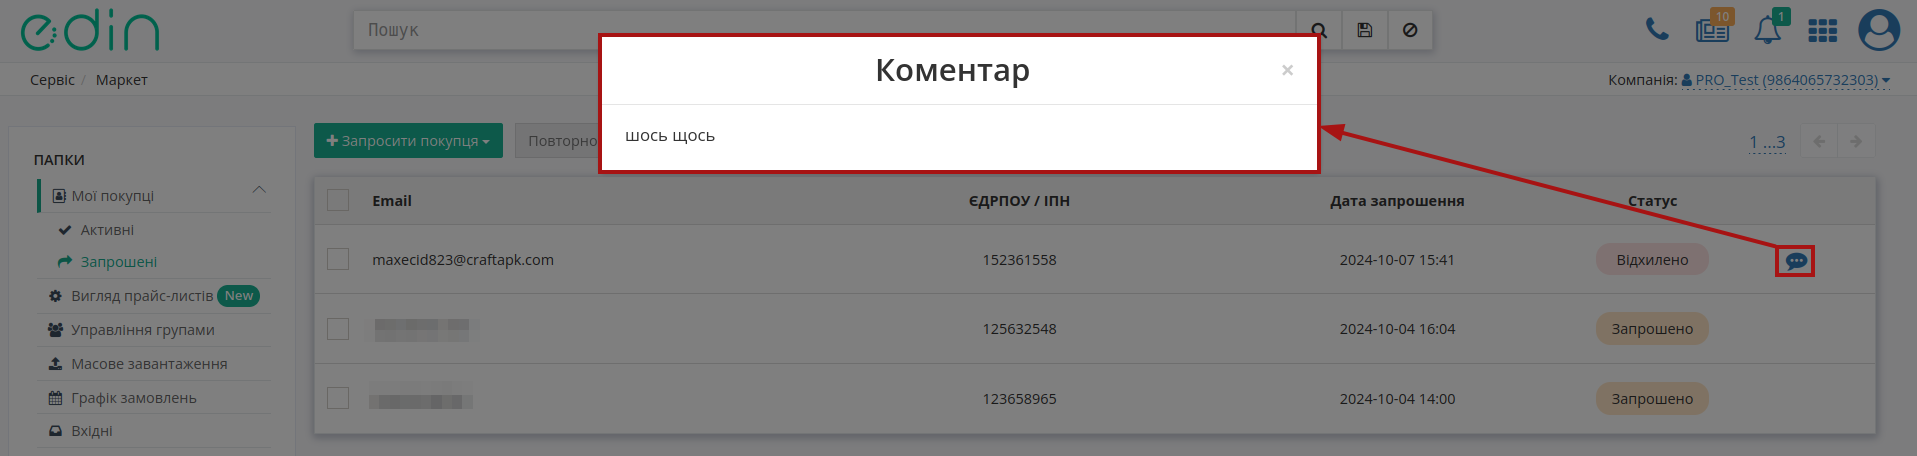 edin
Пошук
10
1
Сервіс / Маркет
Компанія: PRO_Test (9864065732303)
Коментар
×
шось щось
ПАПКИ
Мої покупці
Активні
Запрошені
Вигляд прайс-листів New
Управління групами
Масове завантаження
Графік замовлень
Вхідні
Запросити покупця
Повторно
1 ...3
Email ЄДРПОУ / ІПН Дата запрошення Статус
maxecid823@craftapk.com 152361558 2024-10-07 15:41 Відхилено
125632548 2024-10-04 16:04 Запрошено
123658965 2024-10-04 14:00 Запрошено